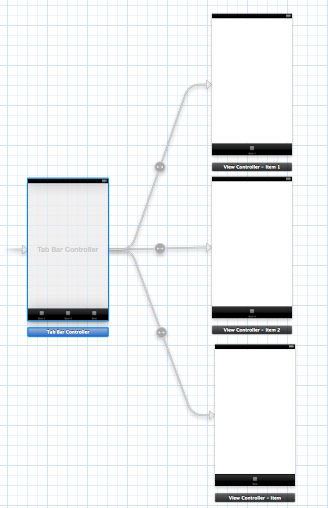 View Controller - Item 1
Tab Bar Controller
Tab Bar Controller
View Controller - Item 2
View Controller - Item